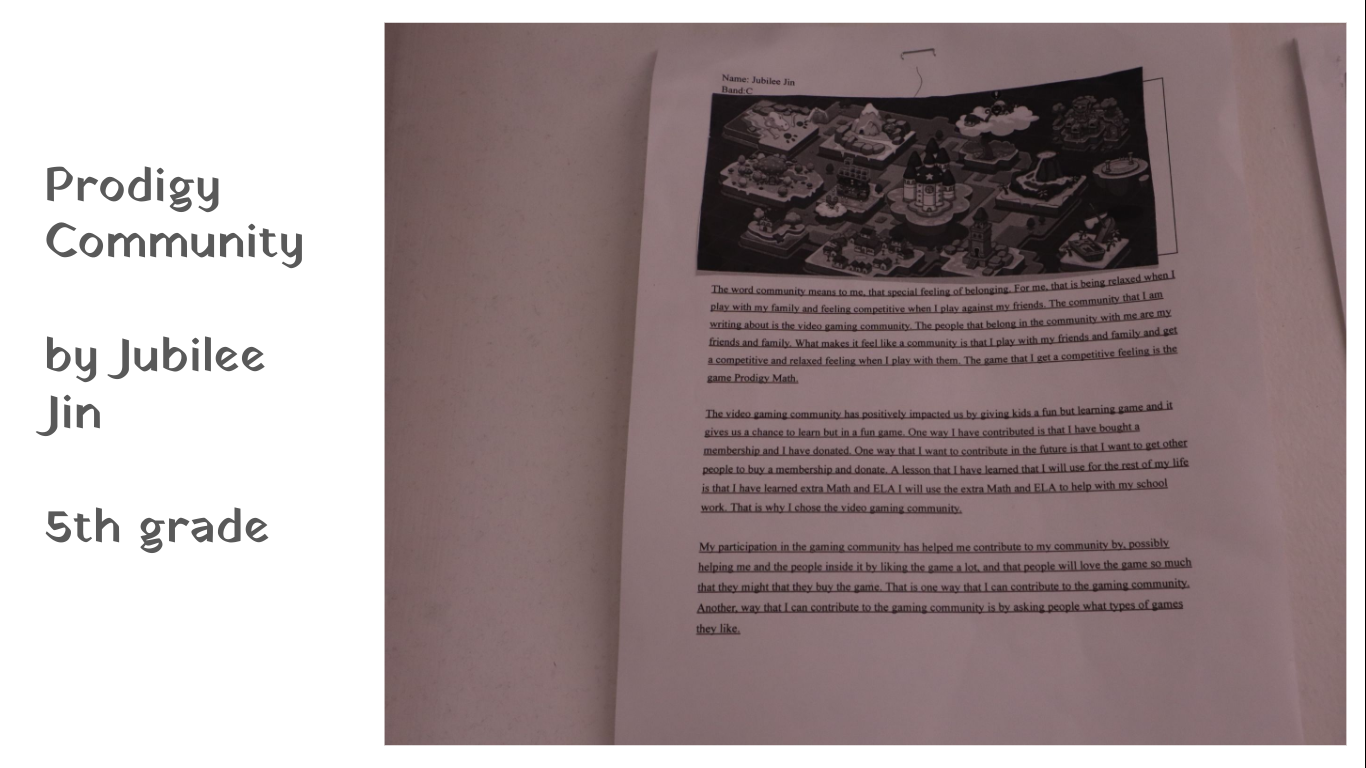 Prodigy
Community
by Jubilee
Jin
5th grade
Name: Jubilee Jin
Band:C
The word community means to me, that special feeling of belonging. For me, that is being relaxed when I
play with my family and feeling competitive when I play against my friends. The community that I am
writing about is the video gaming community. The people that belong in the community with me are my
friends and family. What makes it feel like a community is that I play with my friends and family and get
a competitive and relaxed feeling when I play with them. The game that I get a competitive feeling is the
game Prodigy Math.
The video gaming community has positively impacted us by giving kids a fun but learning game and it
gives us a chance to learn but in a fun game. One way I have contributed is that I have bought a
membership and I have donated. One way that I want to contribute in the future is that I want to get other
people to buy a membership and donate. A lesson that I have learned that I will use for the rest of my life
is that I have learned extra Math and ELA I will use the extra Math and ELA to help with my school
work. That is why I chose the video gaming community.
My participation in the gaming community has helped me contribute to my community by, possibly
helping me and the people inside it by liking the game a lot, and that people will love the game so much
that they might that they buy the game. That is one way that I can contribute to the gaming community.
Another, way that I can contribute to the gaming community is by asking people what types of games
they like.